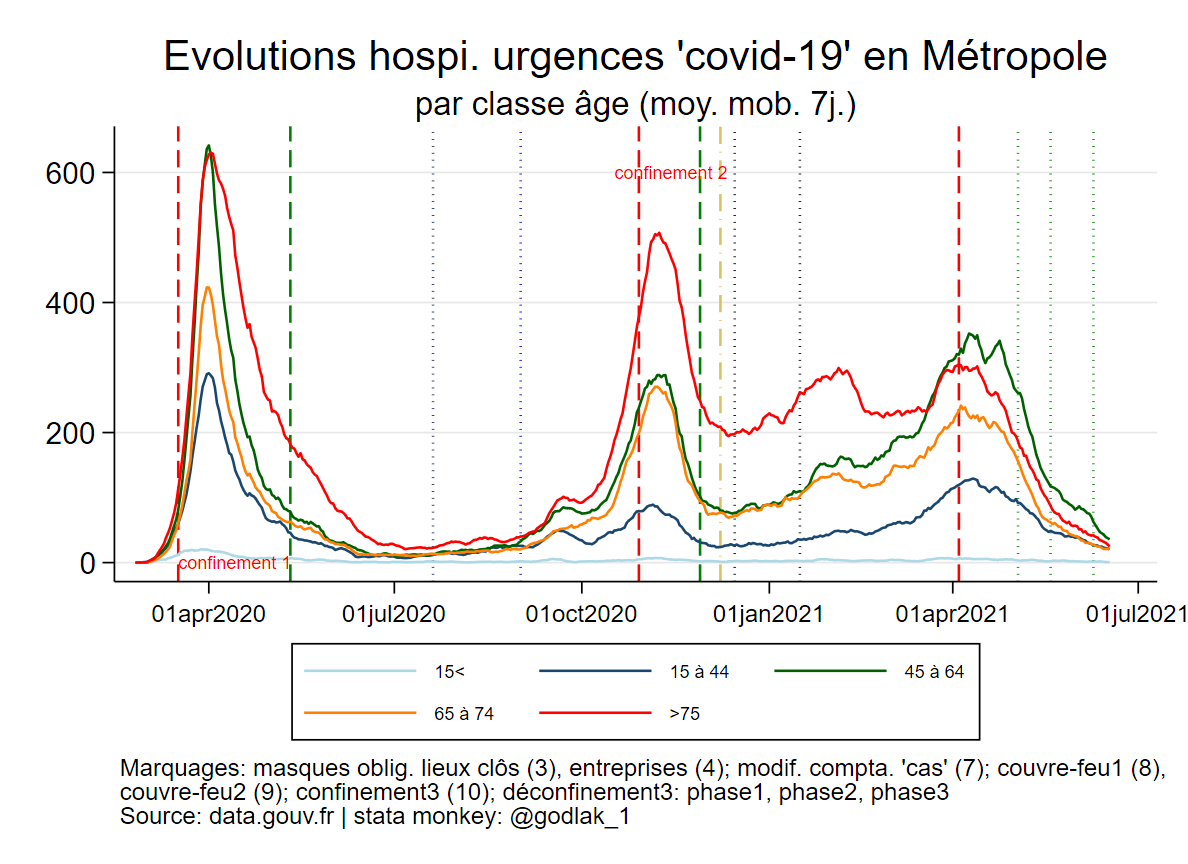 Evolutions hospi. urgences 'covid-19' en Métropole
par classe âge (moy. mob. 7j.)
600
confinement 2
400
200
0
confinement 1
01apr2020 01jul2020 01oct2020 01jan2021 01apr2021 01jul2021
15< 15 à 44 45 à 64
65 à 74 >75
Marquages: masques oblig. lieux clôs (3), entreprises (4); modif. compta. 'cas' (7); couvre-feu1 (8),
couvre-feu2 (9); confinement3 (10); déconfinement3: phase1, phase2, phase3
Source: data.gouv.fr | stata monkey: @godlak_1